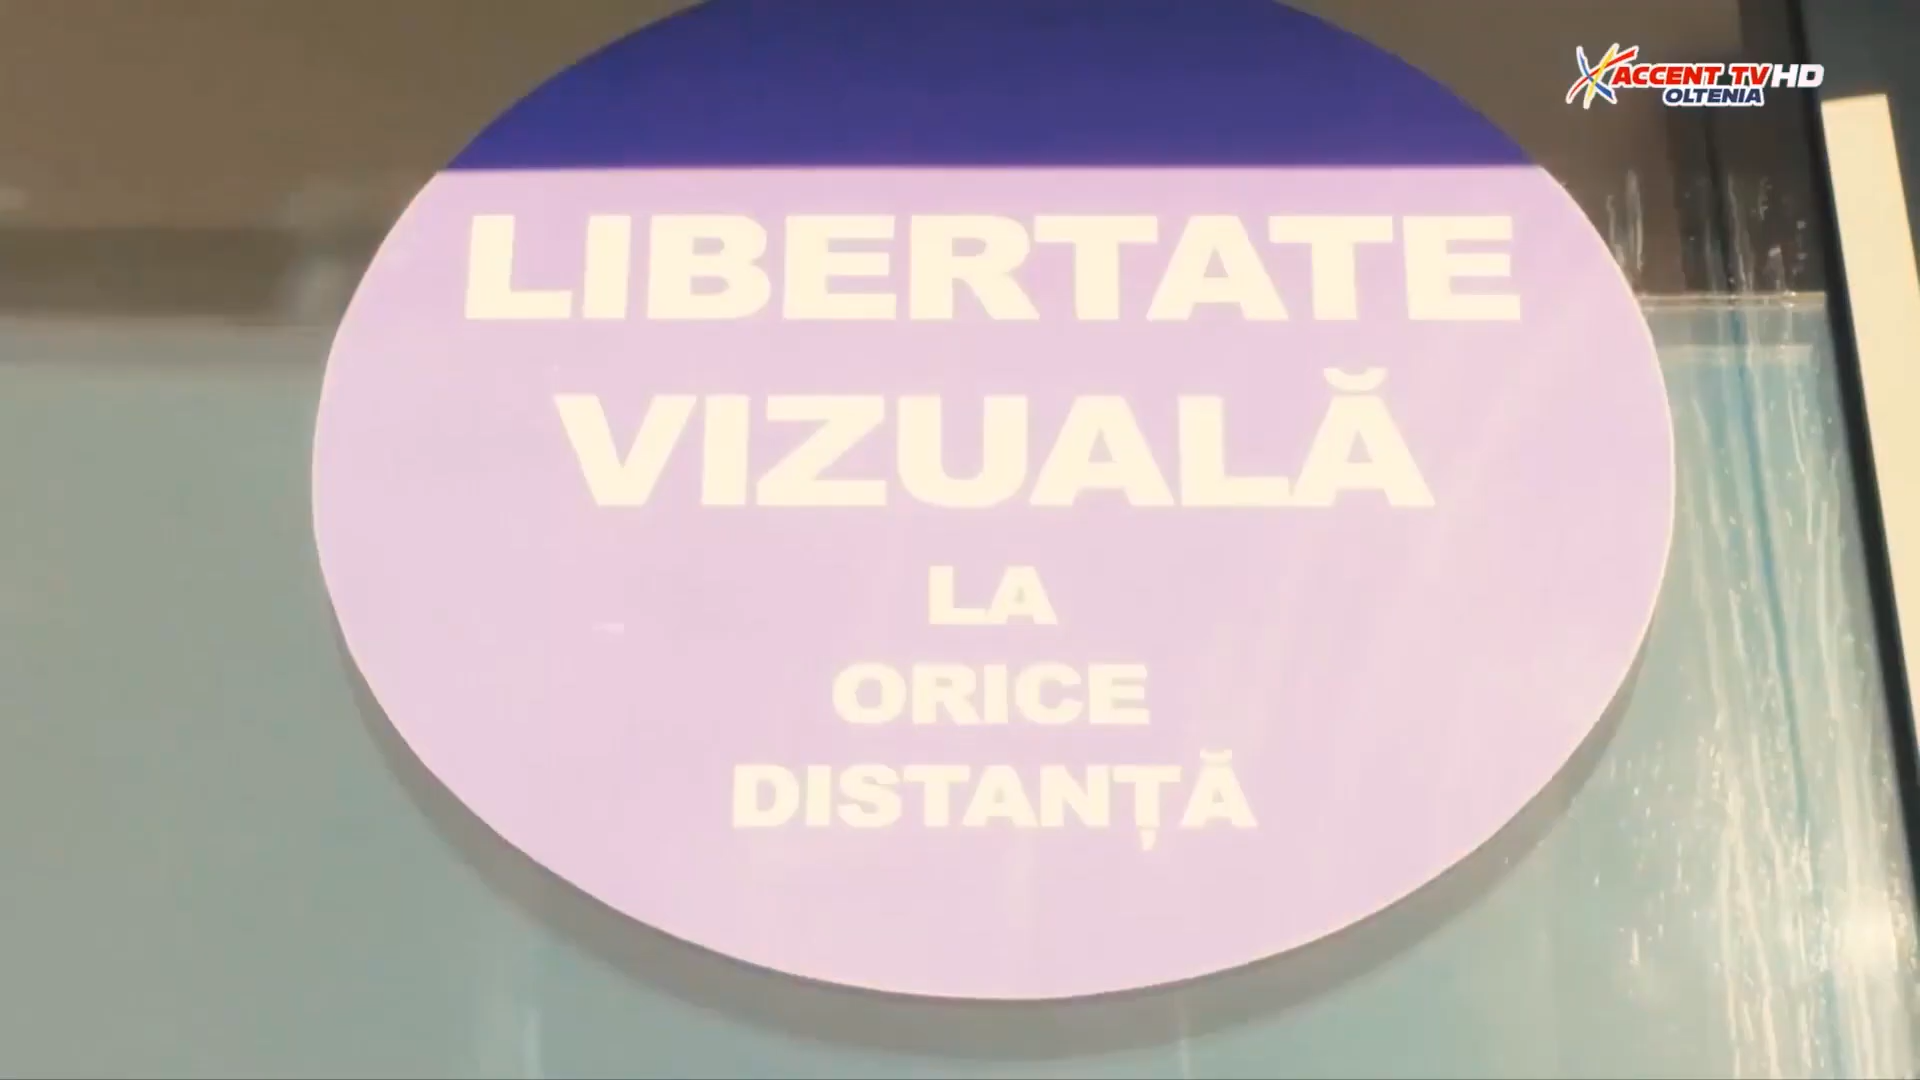 ACCENT TV HD
OLTENIA
LIBERTATE
VIZUALĂ
LA
ORICE
DISTANȚĂ